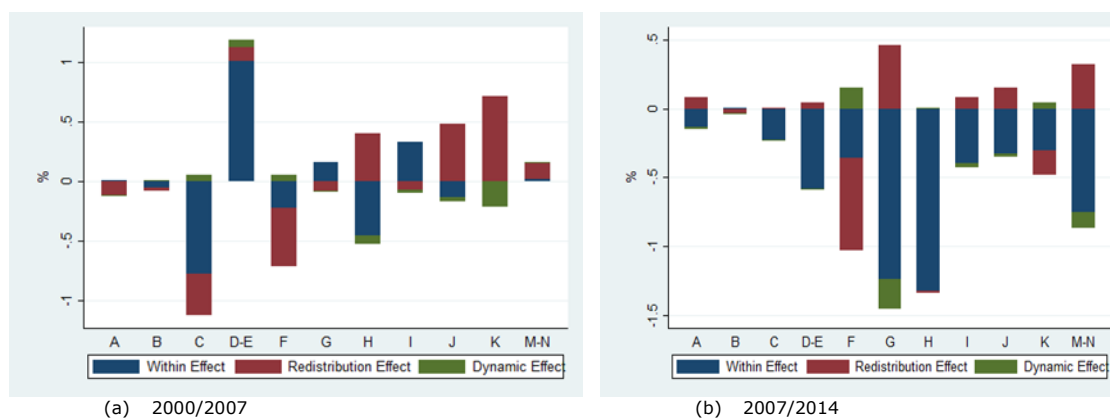 1
.5
0
-.5
-1
%
A B C D-E F G H I J K M-N
Within Effect Redistribution Effect Dynamic Effect
(a) 2000/2007
.5
0
-.5
-1
-1.5
%
A B C D-E F G H I J K M-N
Within Effect Redistribution Effect Dynamic Effect
(b) 2007/2014